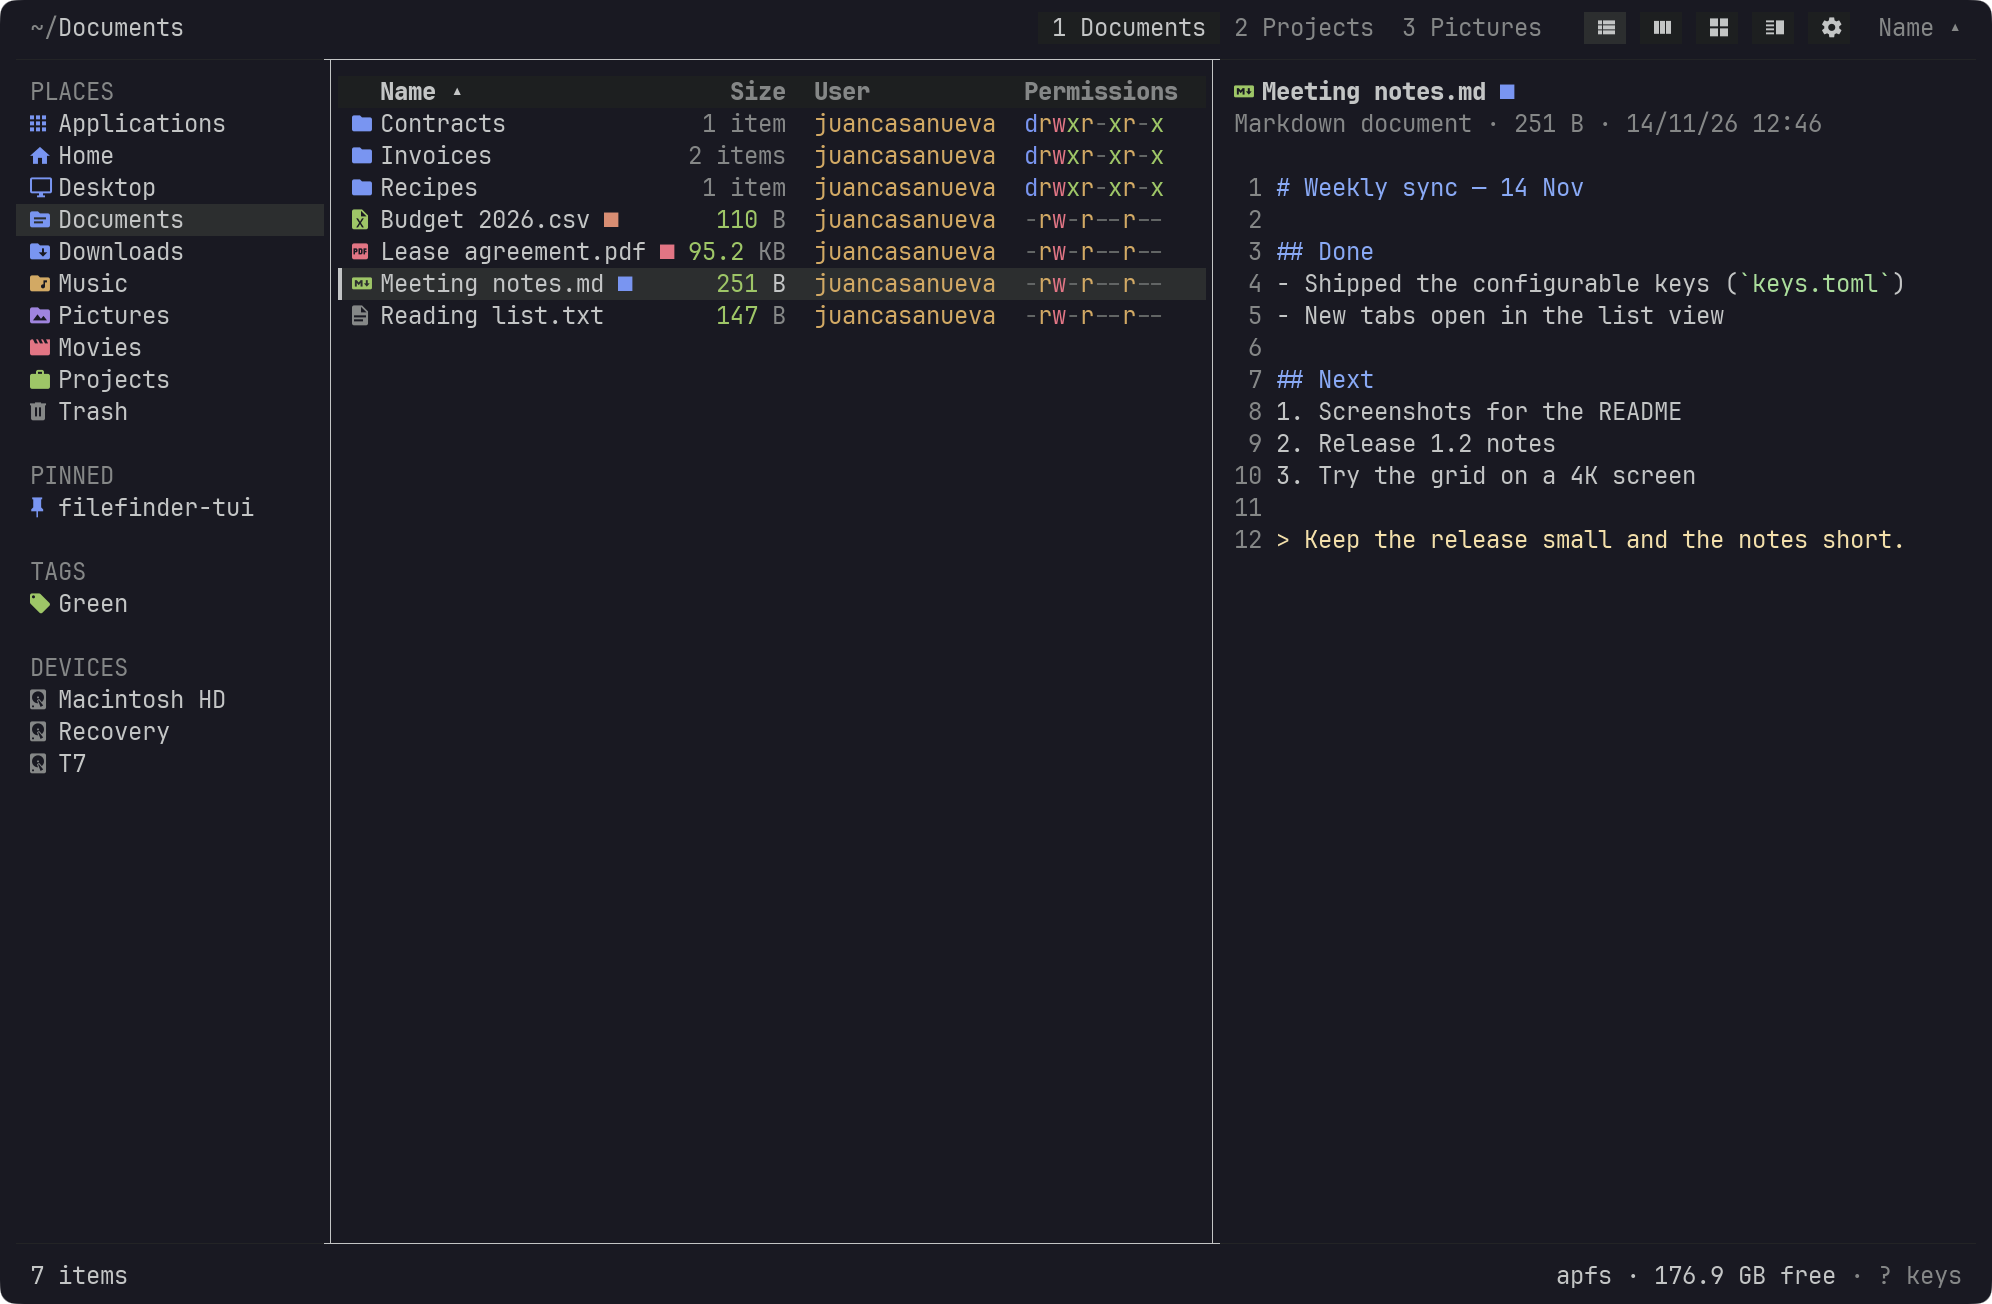 ~/Documents
1 Documents 2 Projects 3 Pictures Name ▲
PLACES
Applications
Home
Desktop
Documents
Downloads
Music
Pictures
Movies
Projects
Trash
PINNED
filefinder-tui
TAGS
Green
DEVICES
Macintosh HD
Recovery
T7
Name ▲ Size User Permissions
Contracts 1 item juancasanueva drwxr-xr-x
Invoices 2 items juancasanueva drwxr-xr-x
Recipes 1 item juancasanueva drwxr-xr-x
Budget 2026.csv 110 B juancasanueva -rw-r--r--
Lease agreement.pdf 95.2 KB juancasanueva -rw-r--r--
Meeting notes.md 251 B juancasanueva -rw-r--r--
Reading list.txt 147 B juancasanueva -rw-r--r--
Meeting notes.md
Markdown document · 251 B · 14/11/26 12:46
1 # Weekly sync — 14 Nov
2
3 ## Done
4 - Shipped the configurable keys (`keys.toml`)
5 - New tabs open in the list view
6
7 ## Next
8 1. Screenshots for the README
9 2. Release 1.2 notes
10 3. Try the grid on a 4K screen
11
12 > Keep the release small and the notes short.
7 items
apfs · 176.9 GB free · ? keys